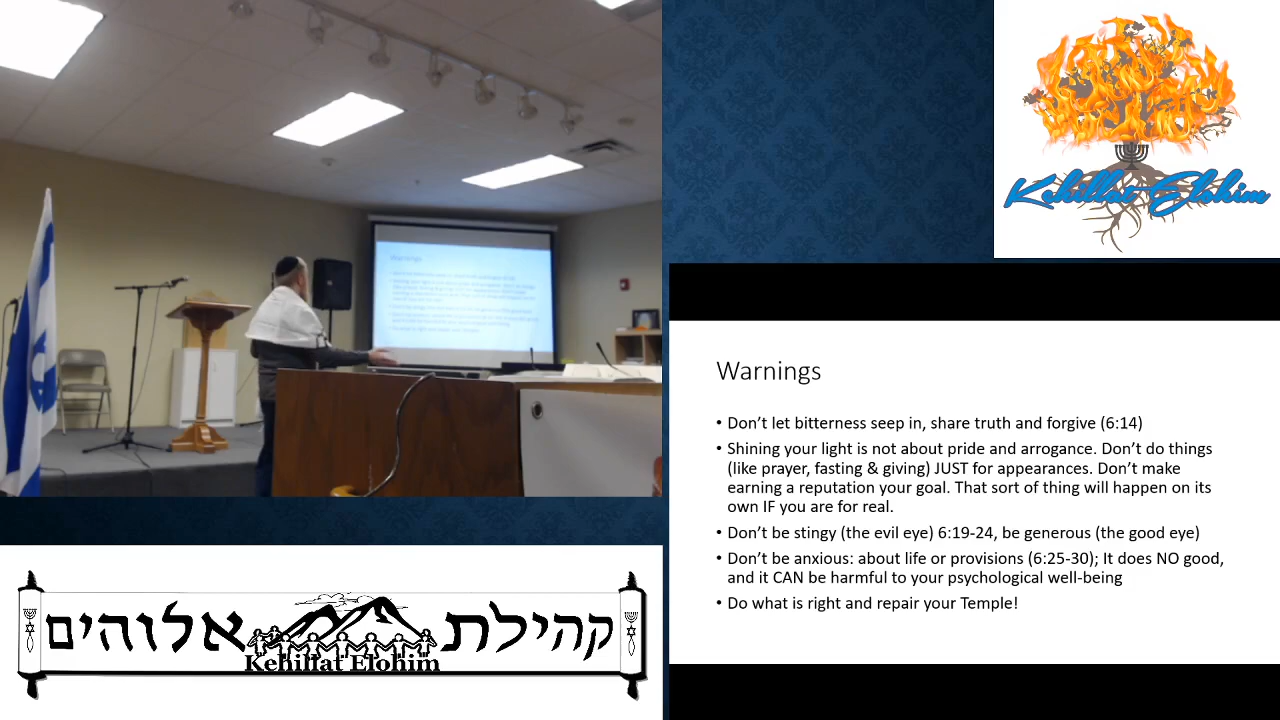 Kehillat Elohim
Warnings
• Don’t let bitterness seep in, share truth and forgive (6:14)
• Shining your light is not about pride and arrogance. Don’t do things
(like prayer, fasting & giving) JUST for appearances. Don’t make
earning a reputation your goal. That sort of thing will happen on its
own IF you are for real.
• Don’t be stingy (the evil eye) 6:19-24, be generous (the good eye)
• Don’t be anxious: about life or provisions (6:25-30); It does NO good,
and it CAN be harmful to your psychological well-being
• Do what is right and repair your Temple!
Warnings
קהילת אלוהים
Kehillat Elohim